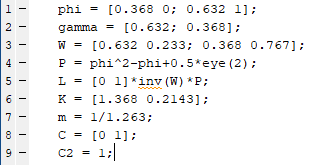 1 - phi = [0.368 0; 0.632 1];
2 - gamma = [0.632; 0.368];
3 - W = [0.632 0.233; 0.368 0.767];
4 - P = phi^2-phi+0.5*eye(2);
5 - L = [0 1]*inv(W)*P;
6 - K = [1.368 0.2143];
7 - m = 1/1.263;
8 - C = [0 1];
9 - C2 = 1;